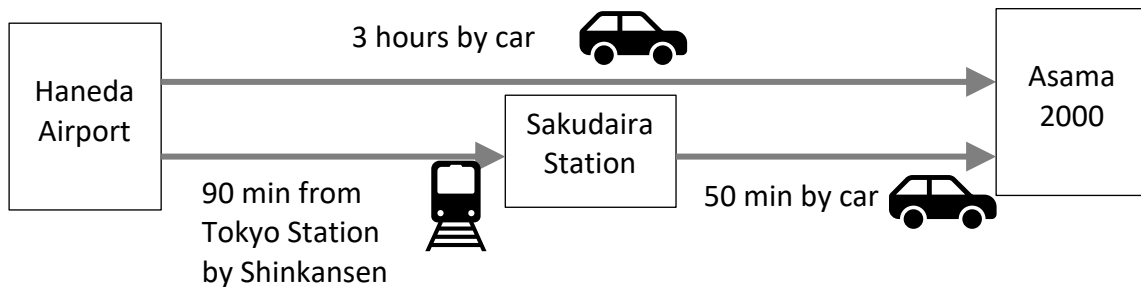 3 hours by car
Haneda
Airport
Asama
2000
Sakudaira
Station
90 min from
Tokyo Station
by Shinkansen
50 min by car